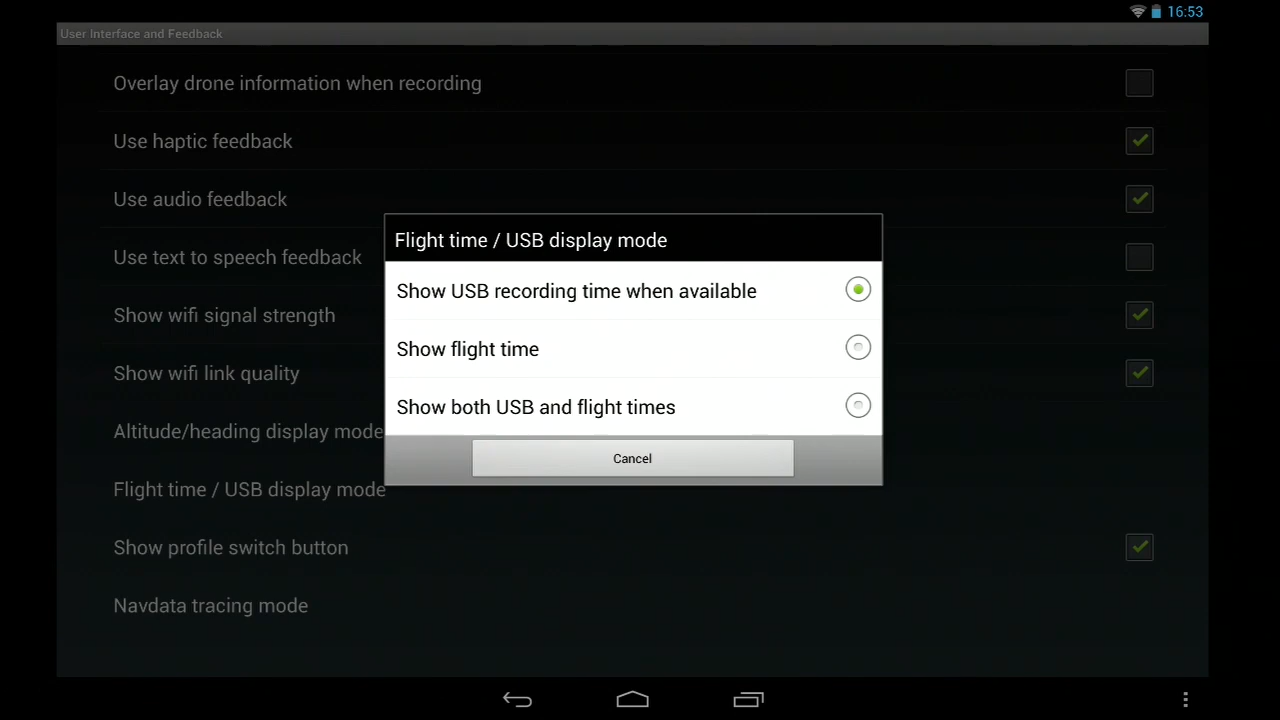 16:53
User Interface and Feedback
Overlay drone information when recording
Use haptic feedback
Use audio feedback
Use text to speech feedback
Show wifi signal strength
Show wifi link quality
Altitude/heading display mode
Flight time / USB display mode
Show profile switch button
Navdata tracing mode
Flight time / USB display mode
Show USB recording time when available
Show flight time
Show both USB and flight times
Cancel